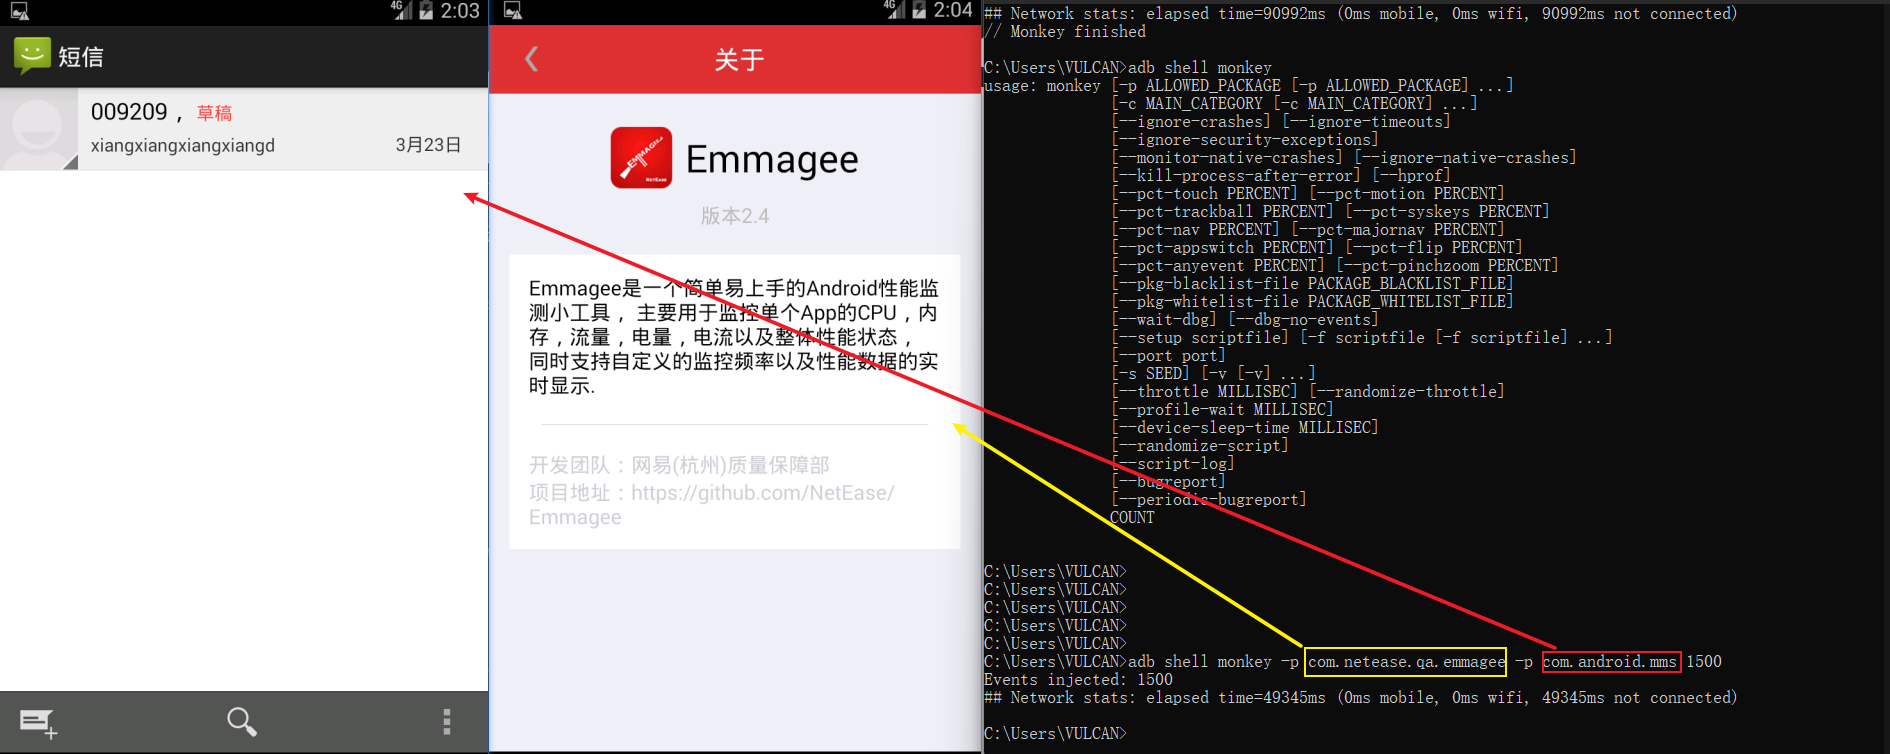 4G 2:03
短信
009209， 草稿
xiangxiangxiangxiangd 3月23日
4G 2:04
关于
EMMAGEE
NETEASE
Emmagee
版本2.4
Emmagee是一个简单易上手的Android性能监
测小工具，主要用于监控单个App的CPU，内
存，流量，电量，电流以及整体性能状态，
同时支持自定义的监控频率以及性能数据的实
时显示.
开发团队：网易(杭州)质量保障部
项目地址：https://github.com/NetEase/
Emmagee
## Network stats: elapsed time=90992ms (0ms mobile, 0ms wifi, 90992ms not connected)
// Monkey finished
C:\Users\VULCAN>adb shell monkey
usage: monkey [-p ALLOWED_PACKAGE [-p ALLOWED_PACKAGE] ...]
[-c MAIN_CATEGORY [-c MAIN_CATEGORY] ...]
[--ignore-crashes] [--ignore-timeouts]
[--ignore-security-exceptions]
[--monitor-native-crashes] [--ignore-native-crashes]
[--kill-process-after-error] [--hprof]
[--pct-touch PERCENT] [--pct-motion PERCENT]
[--pct-trackball PERCENT] [--pct-syskeys PERCENT]
[--pct-nav PERCENT] [--pct-majornav PERCENT]
[--pct-appswitch PERCENT] [--pct-flip PERCENT]
[--pct-anyevent PERCENT] [--pct-pinchzoom PERCENT]
[--pkg-blacklist-file PACKAGE_BLACKLIST_FILE]
[--pkg-whitelist-file PACKAGE_WHITELIST_FILE]
[--wait-dbg] [--dbg-no-events]
[--setup scriptfile] [-f scriptfile [-f scriptfile] ...]
[--port port]
[-s SEED] [-v [-v] ...]
[--throttle MILLISEC] [--randomize-throttle]
[--profile-wait MILLISEC]
[--device-sleep-time MILLISEC]
[--randomize-script]
[--script-log]
[--bugreport]
[--periodic-bugreport]
COUNT
C:\Users\VULCAN>
C:\Users\VULCAN>
C:\Users\VULCAN>
C:\Users\VULCAN>
C:\Users\VULCAN>
C:\Users\VULCAN>adb shell monkey -p com.netease.qa.emmagee -p com.android.mms 1500
Events injected: 1500
## Network stats: elapsed time=49345ms (0ms mobile, 0ms wifi, 49345ms not connected)
C:\Users\VULCAN>